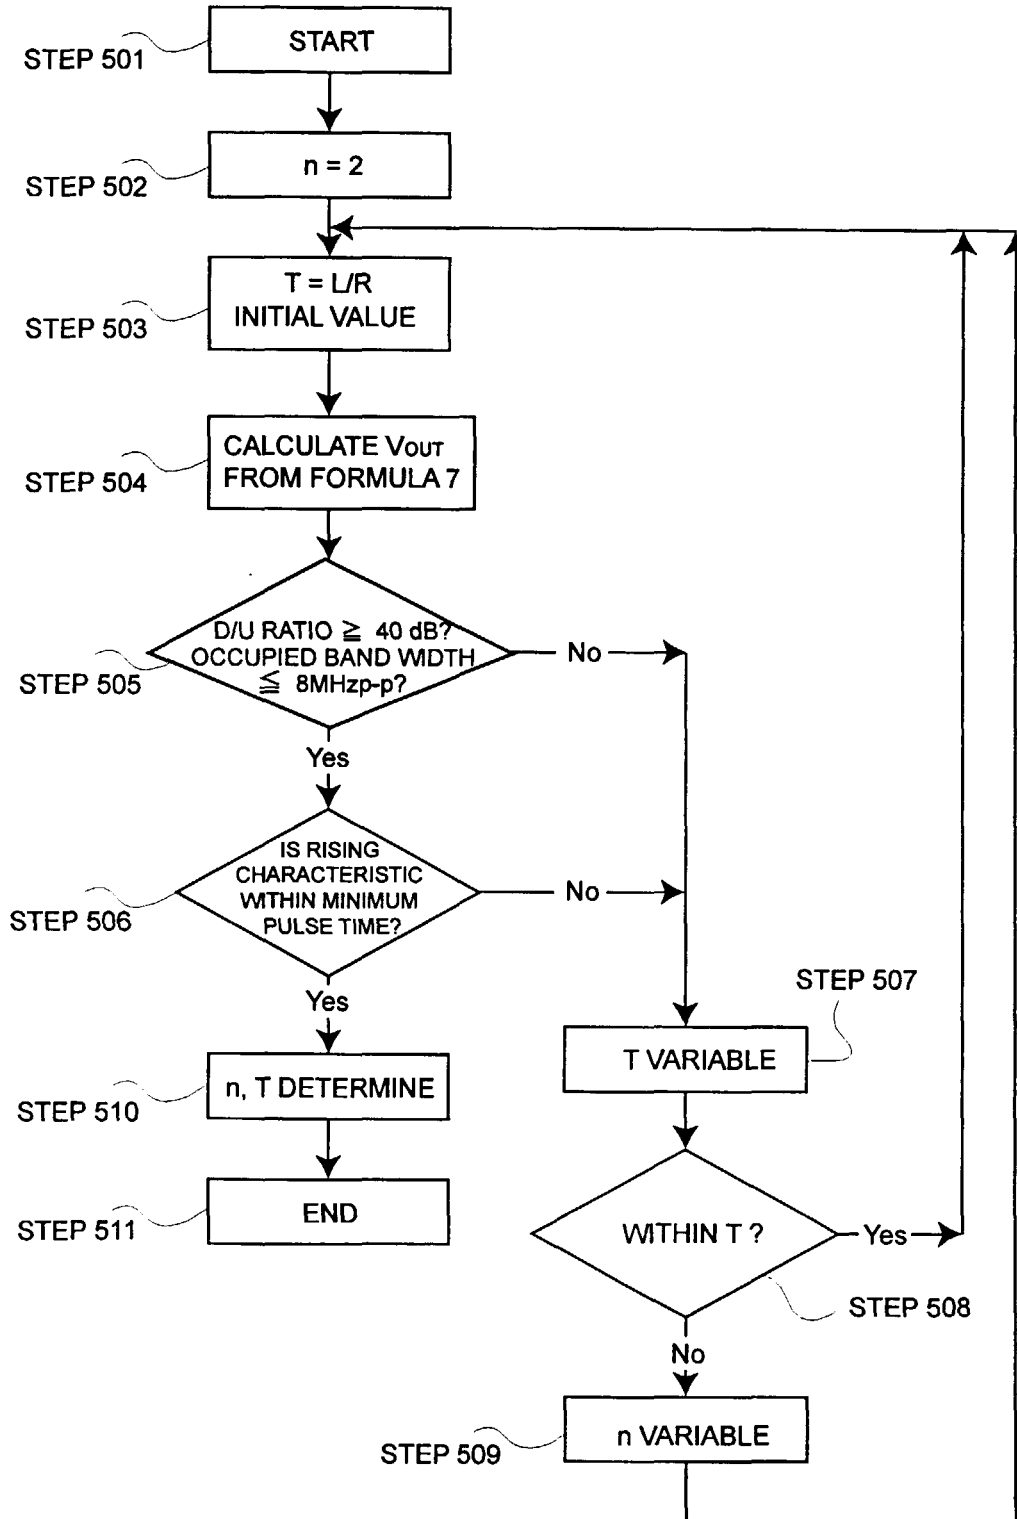 START
STEP 501
n = 2
STEP 502
T = L/R
INITIAL VALUE
STEP 503
CALCULATE VOUT
FROM FORMULA 7
STEP 504
D/U RATIO ≧ 40 dB?
OCCUPIED BAND WIDTH
≦ 8MHzp-p?
STEP 505
No
Yes
IS RISING
CHARACTERISTIC
WITHIN MINIMUM
PULSE TIME?
STEP 506
No
Yes
STEP 507
T VARIABLE
n, T DETERMINE
STEP 510
END
STEP 511
WITHIN T ?
Yes
STEP 508
No
n VARIABLE
STEP 509